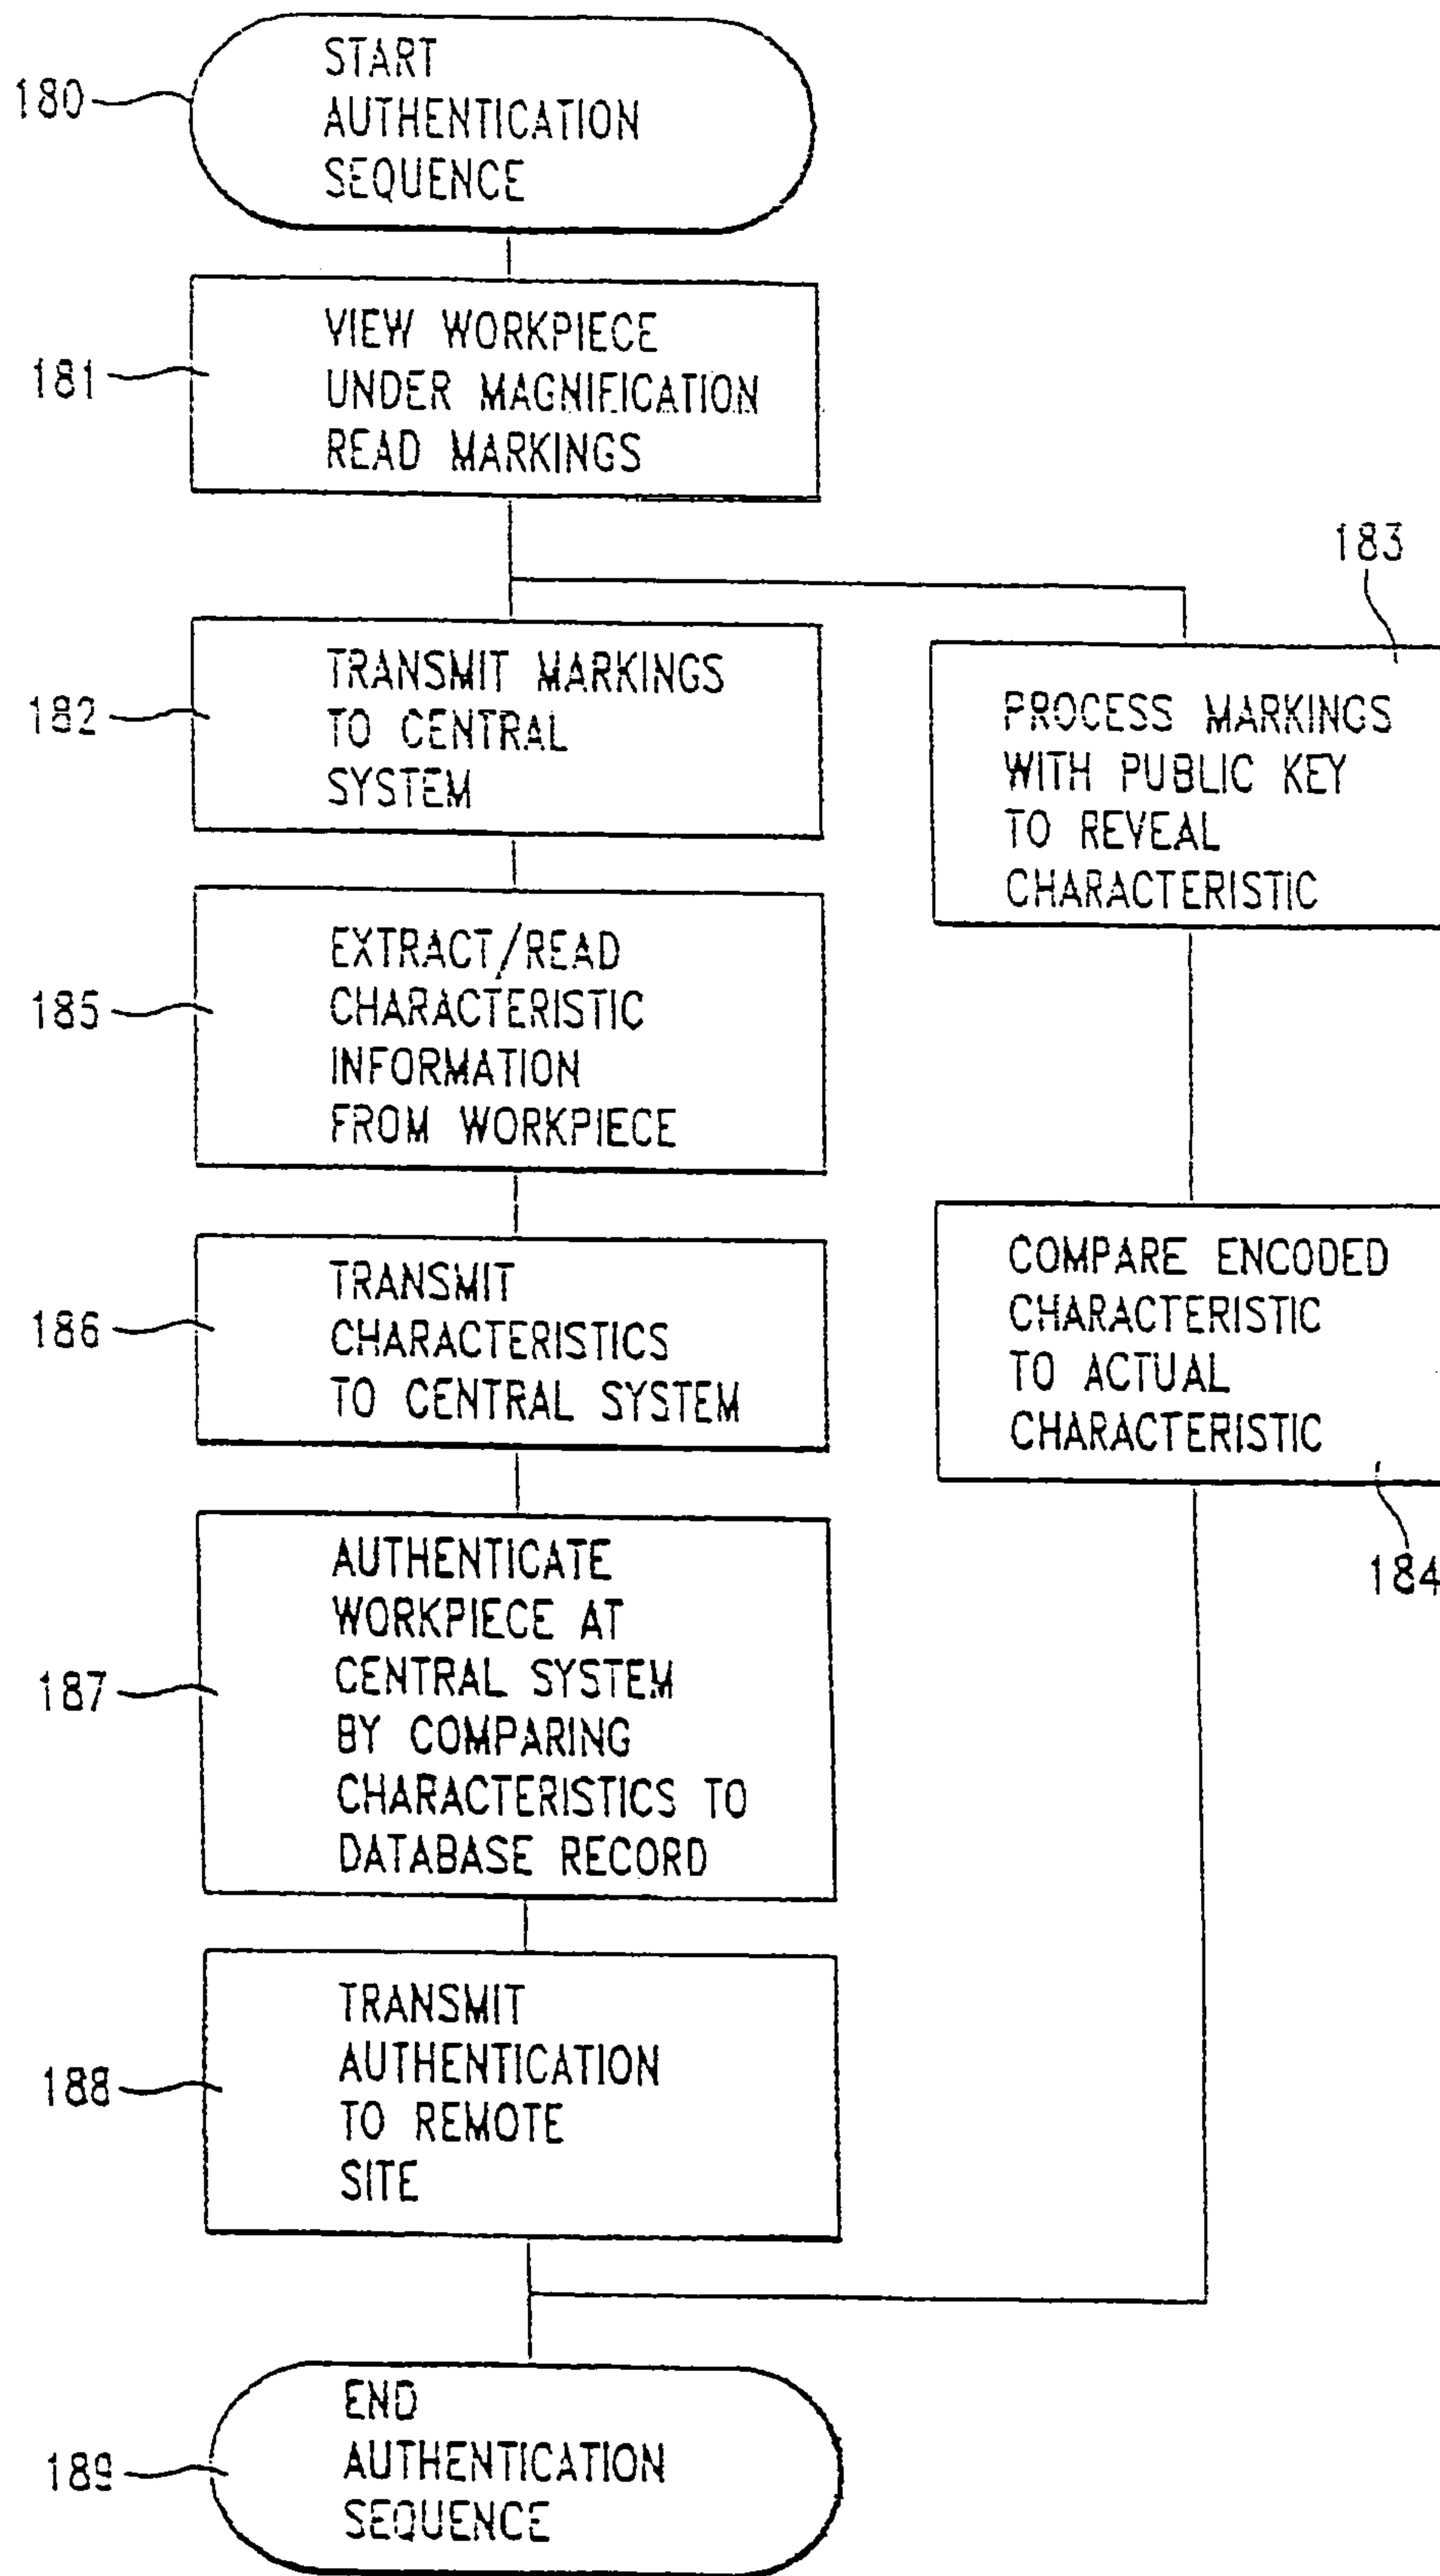 180
START
AUTHENTICATION
SEQUENCE
181
VIEW WORKPIECE
UNDER MAGNIFICATION
READ MARKINGS
182
TRANSMIT MARKINGS
TO CENTRAL
SYSTEM
183
PROCESS MARKINGS
WITH PUBLIC KEY
TO REVEAL
CHARACTERISTIC
185
EXTRACT/READ
CHARACTERISTIC
INFORMATION
FROM WORKPIECE
186
TRANSMIT
CHARACTERISTICS
TO CENTRAL SYSTEM
COMPARE ENCODED
CHARACTERISTIC
TO ACTUAL
CHARACTERISTIC
184
187
AUTHENTICATE
WORKPIECE AT
CENTRAL SYSTEM
BY COMPARING
CHARACTERISTICS TO
DATABASE RECORD
188
TRANSMIT
AUTHENTICATION
TO REMOTE
SITE
189
END
AUTHENTICATION
SEQUENCE